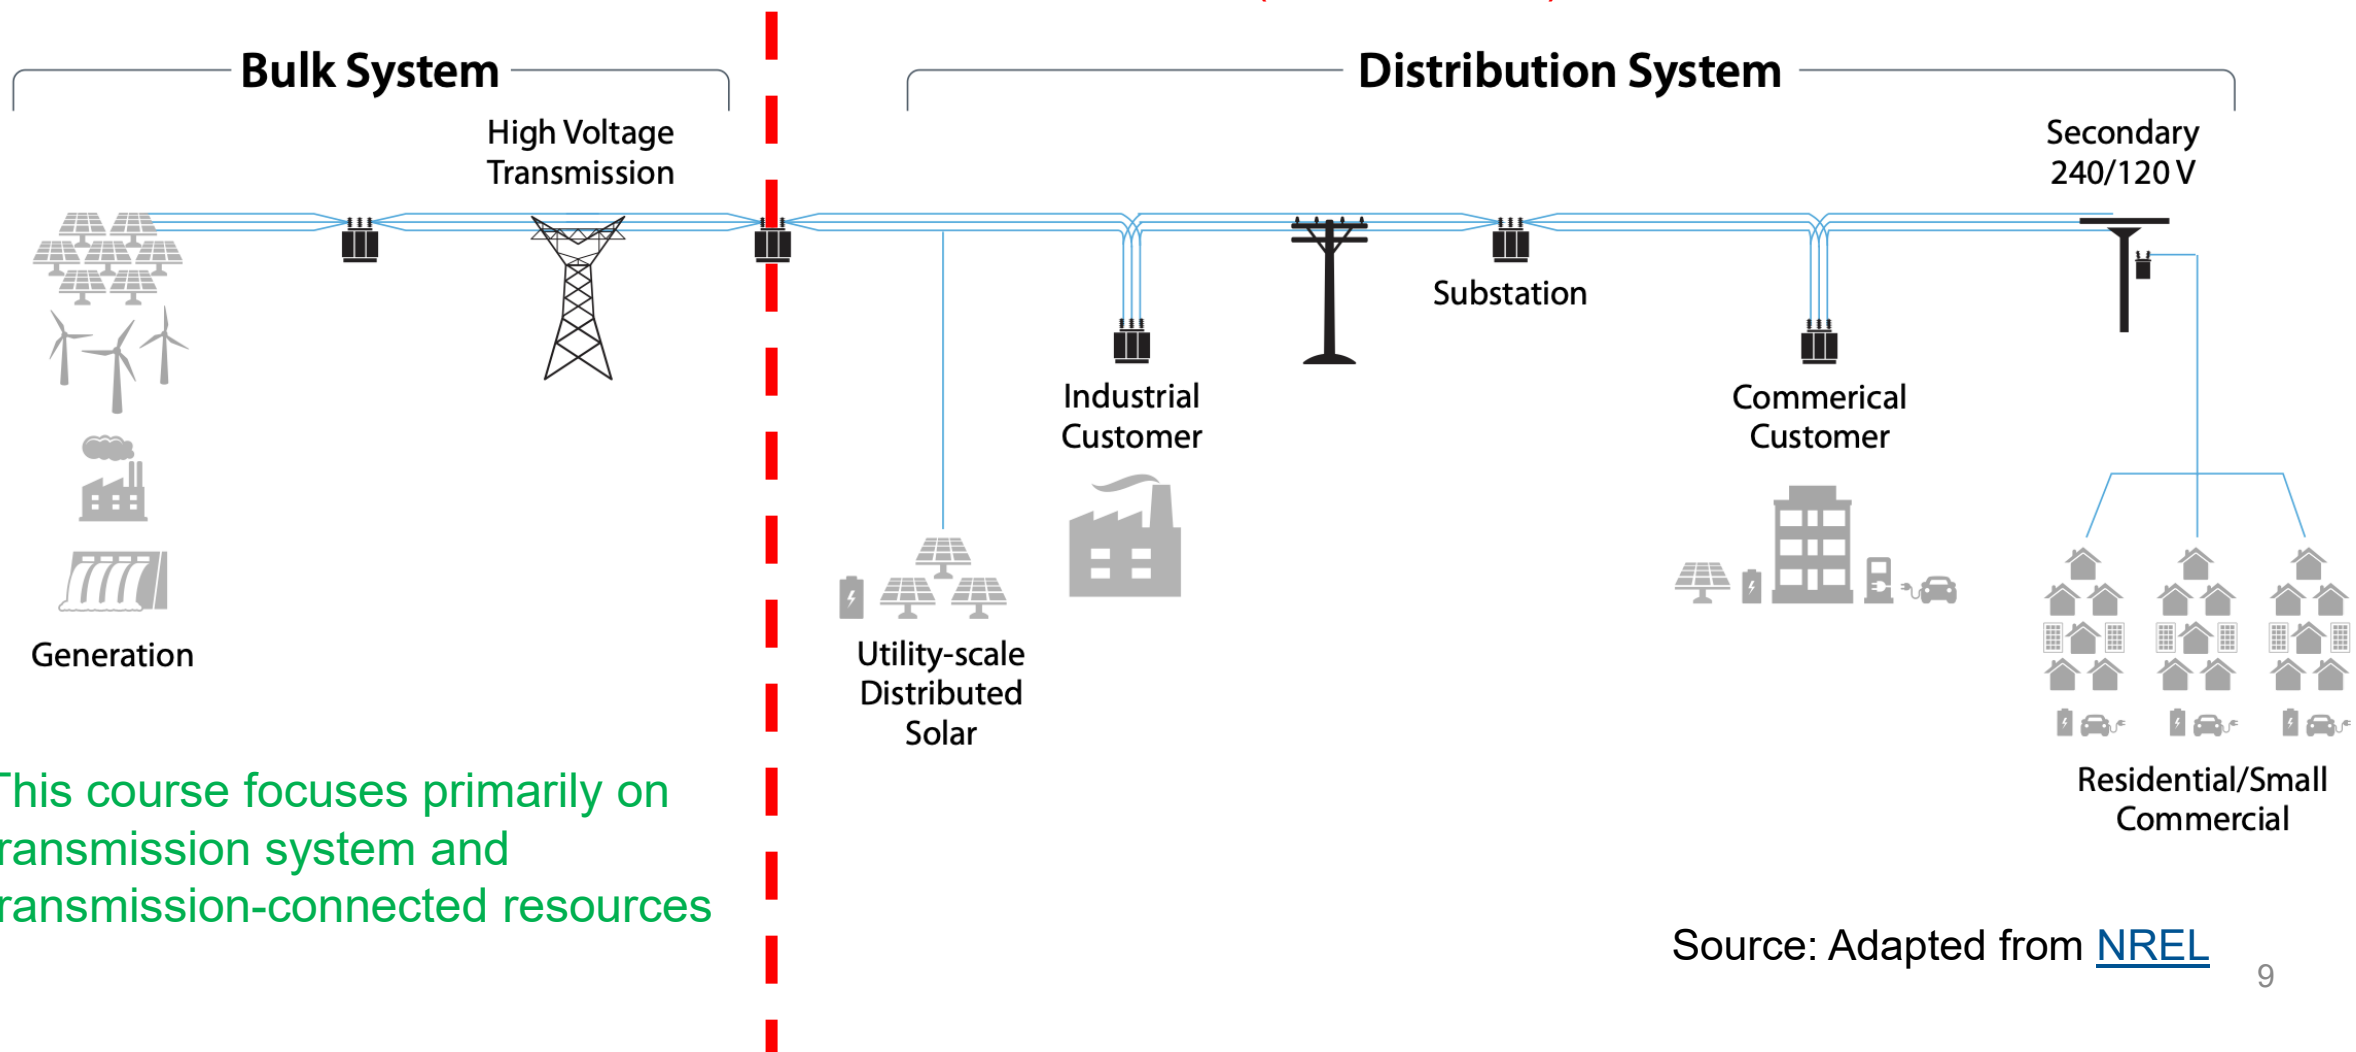 Bulk System
Distribution System
High Voltage
Transmission
Secondary
240/120 V
Substation
Industrial
Customer
Commerical
Customer
Generation
Utility-scale
Distributed
Solar
Residential/Small
Commercial
This course focuses primarily on
ransmission system and
ransmission-connected resources
Source: Adapted from NREL
9